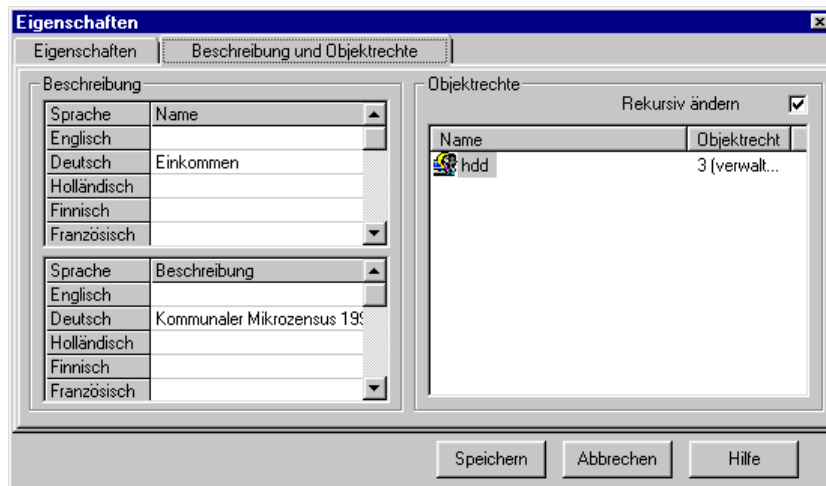 Eigenschaften
Eigenschaften Beschreibung und Objektrechte
Beschreibung
Sprache Name
Englisch
Deutsch Einkommen
Holländisch
Finnisch
Französisch
Sprache Beschreibung
Englisch
Deutsch Kommunaler Mikrozensus 199
Holländisch
Finnisch
Französisch
Objektrechte
Rekursiv ändern
Name Objektrecht
hdd 3 (verwalt...
Speichern Abbrechen Hilfe